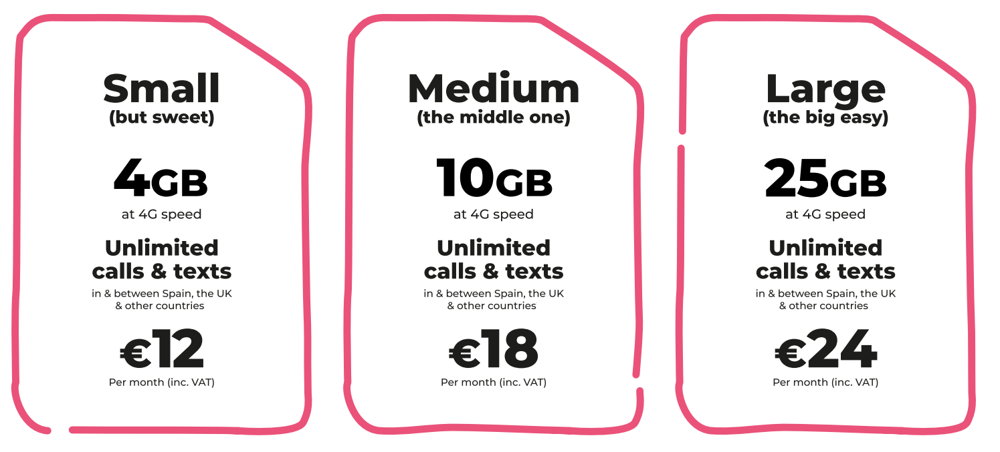 Small
(but sweet)
4GB
at 4G speed
Unlimited
calls & texts
in & between Spain, the UK
& other countries
€12
Per month (inc. VAT)
Medium
(the middle one)
10GB
at 4G speed
Unlimited
calls & texts
in & between Spain, the UK
& other countries
€18
Per month (inc. VAT)
Large
(the big easy)
25GB
at 4G speed
Unlimited
calls & texts
in & between Spain, the UK
& other countries
€24
Per month (inc. VAT)